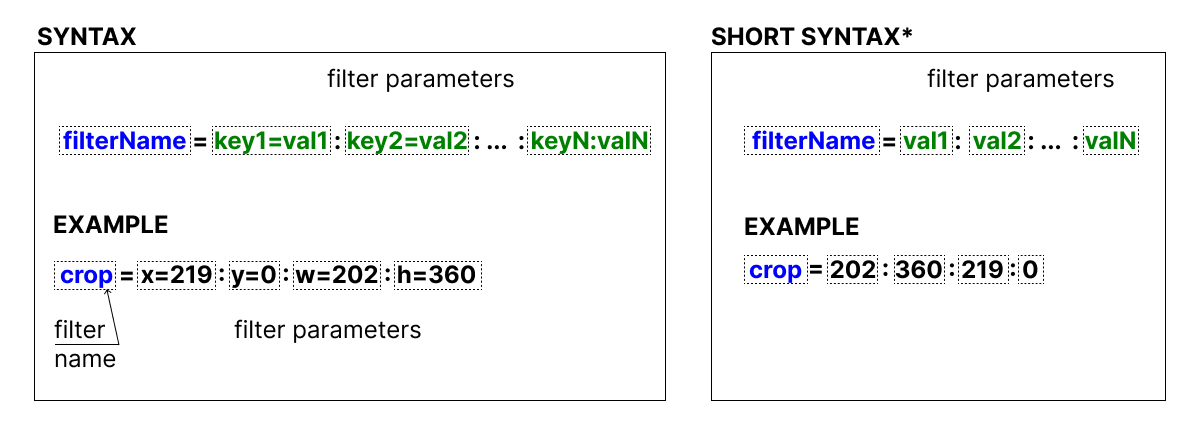 SYNTAX
filter parameters
filterName = key1=val1 : key2=val2 : ... : keyN:valN
EXAMPLE
crop = x=219 : y=0 : w=202 : h=360
filter
name
filter parameters
SHORT SYNTAX*
filter parameters
filterName = val1 : val2 : ... : valN
EXAMPLE
crop = 202 : 360 : 219 : 0